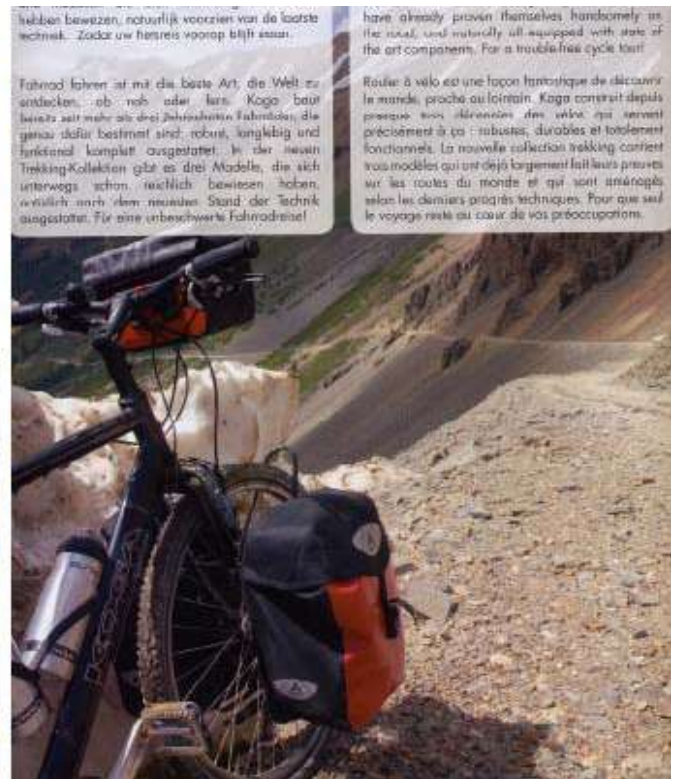 hebben bewezen, natuurlijk voorzien van de laatste
techniek. Zodat uw fietsreis voorop blijft staan.
Fahrrad fahren ist mit die beste Art, die Welt zu
entdecken, ob nah oder fern. Koga baut
bereits seit mehr als drei Jahrzehnten Fahrräder, die
genau dafür bestimmt sind: robust, langlebig und
funktional komplett ausgestattet. In der neuen
Trekking-Kollektion gibt es drei Modelle, die sich
unterwegs schon reichlich bewiesen haben,
natürlich nach dem neuesten Stand der Technik
ausgestattet. Für eine unbeschwerte Fahrradreise!
have already proven themselves handsomely on
the road, and naturally all equipped with state of
the art components. For a trouble-free cycle tour!
Rouler à vélo est une façon fantastique de découvrir
le monde, proche ou lointain. Koga construit depuis
presque trois décennies des vélos qui servent
précisément à ça : robustes, durables et totalement
fonctionnels. La nouvelle collection trekking contient
trois modèles qui ont déjà largement fait leurs preuves
sur les routes du monde et qui sont aménagés
selon les derniers progrès techniques. Pour que seul
le voyage reste au cœur de vos préoccupations.
KOGA